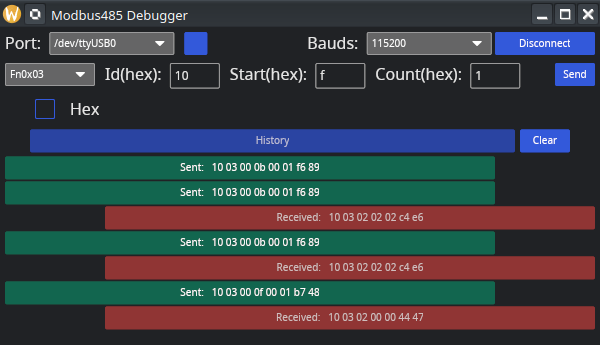 Modbus485 Debugger
Port: /dev/ttyUSB0 Bauds: 115200 Disconnect
Fn0x03 Id(hex): 10 Start(hex): f Count(hex): 1 Send
Hex
History Clear
Sent: 10 03 00 0b 00 01 f6 89
Sent: 10 03 00 0b 00 01 f6 89
Received: 10 03 02 02 02 c4 e6
Sent: 10 03 00 0b 00 01 f6 89
Received: 10 03 02 02 02 c4 e6
Sent: 10 03 00 0f 00 01 b7 48
Received: 10 03 02 00 00 44 47